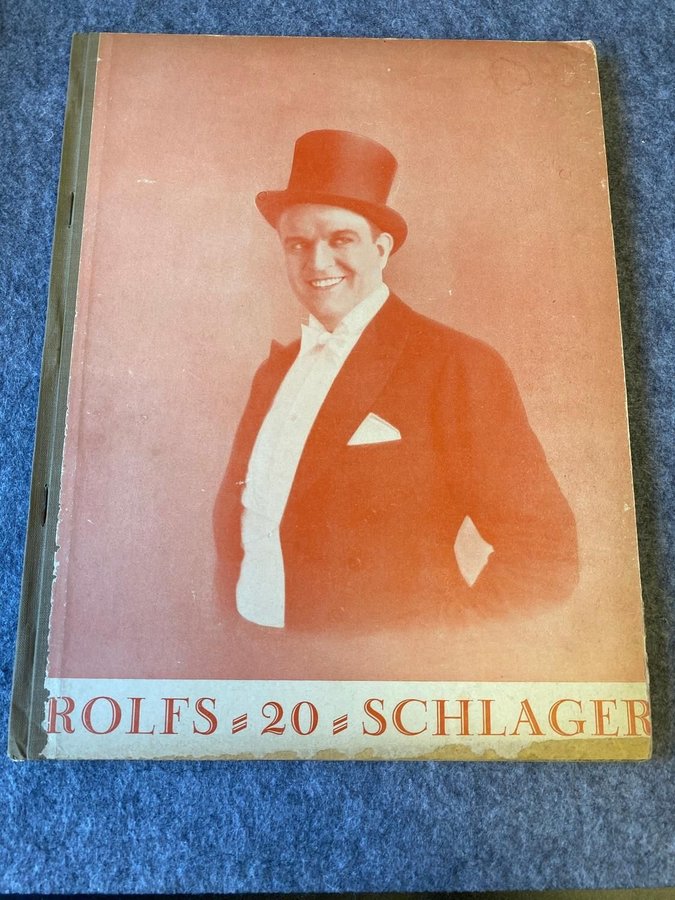 ROLFS = 20 = SCHLAGER